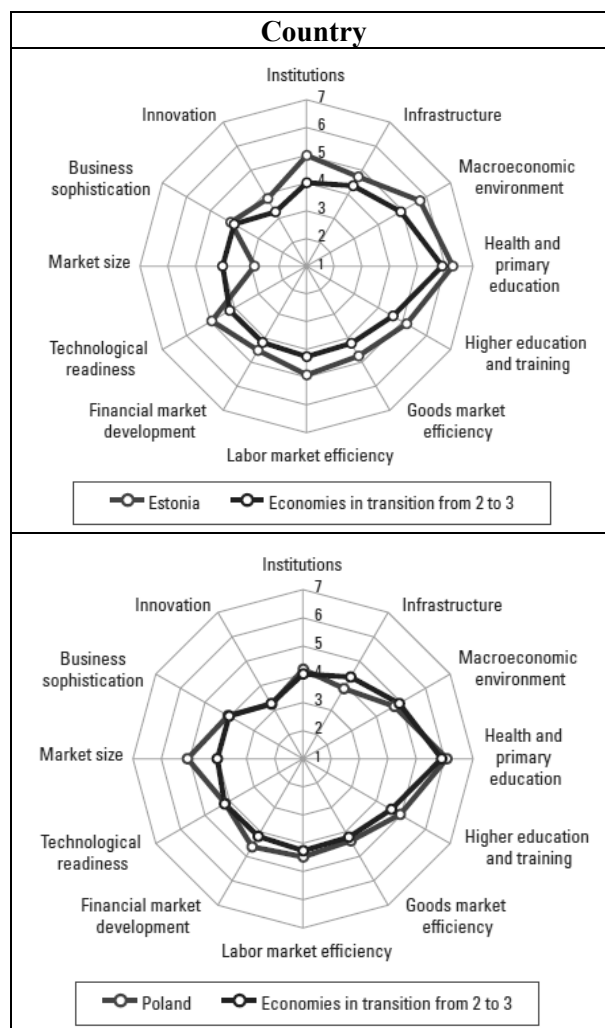 Country
Institutions
7
Innovation
Infrastructure
6
5
Business
sophistication
Macroeconomic
environment
4
3
2
Market size
1
Health and
primary
education
Technological
readiness
Higher education
and training
Financial market
development
Goods market
efficiency
Labor market efficiency
Estonia Economies in transition from 2 to 3
Institutions
7
Innovation
Infrastructure
6
5
Business
sophistication
Macroeconomic
environment
4
3
2
Market size
1
Health and
primary
education
Technological
readiness
Higher education
and training
Financial market
development
Goods market
efficiency
Labor market efficiency
Poland Economies in transition from 2 to 3